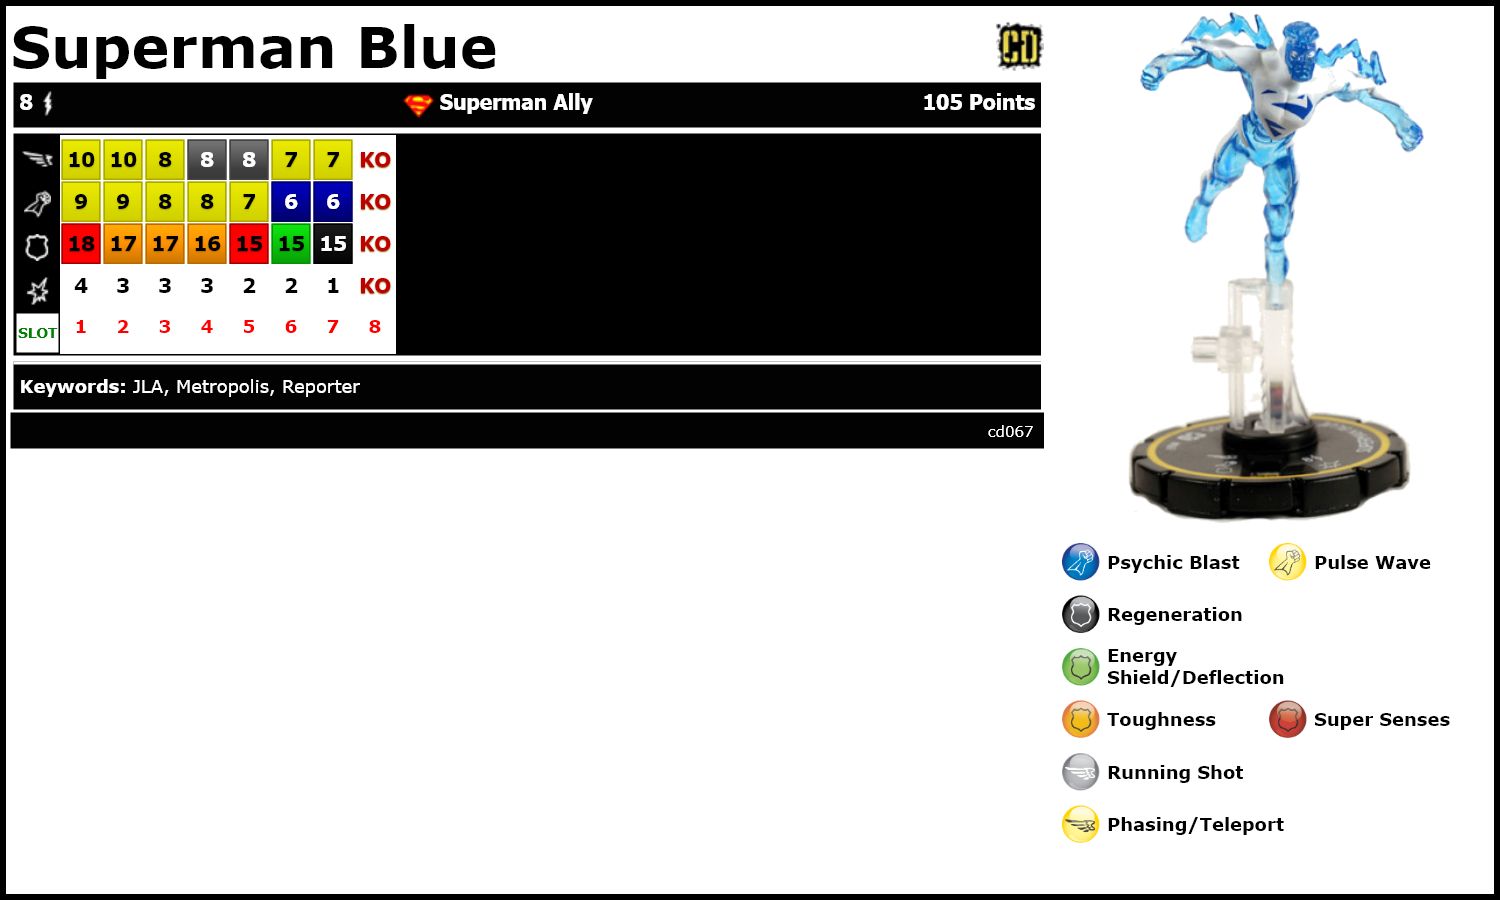 Superman Blue
CD
8 Superman Ally 105 Points
10 10 8 8 8 7 7 KO
9 9 8 8 7 6 6 KO
18 17 17 16 15 15 15 KO
4 3 3 3 2 2 1 KO
SLOT 1 2 3 4 5 6 7 8
Keywords: JLA, Metropolis, Reporter
cd067
Psychic Blast Pulse Wave
Regeneration
Energy
Shield/Deflection
Toughness Super Senses
Running Shot
Phasing/Teleport